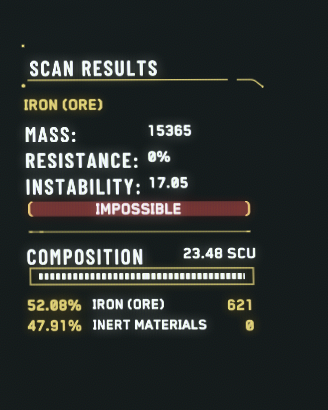 SCAN RESULTS
IRON (ORE)
MASS: 15365
RESISTANCE: 0%
INSTABILITY: 17.05
IMPOSSIBLE
COMPOSITION 23.48 SCU
52.08% IRON (ORE) 621
47.91% INERT MATERIALS 0